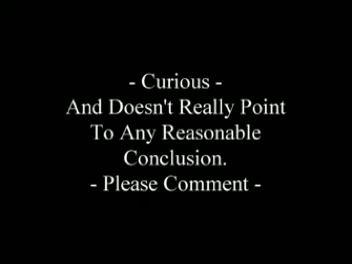 - Curious -
And Doesn't Really Point
To Any Reasonable
Conclusion.
- Please Comment -